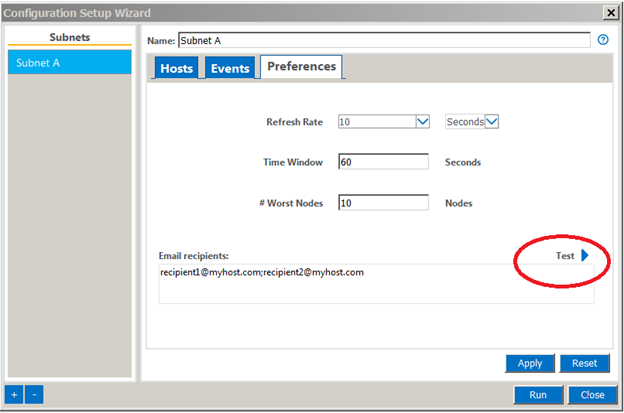 Configuration Setup Wizard
Subnets
Subnet A
Name: Subnet A
Hosts Events Preferences
Refresh Rate 10 Seconds
Time Window 60 Seconds
# Worst Nodes 10 Nodes
Email recipients: Test
recipient1@myhost.com;recipient2@myhost.com
Apply Reset
+ - Run Close